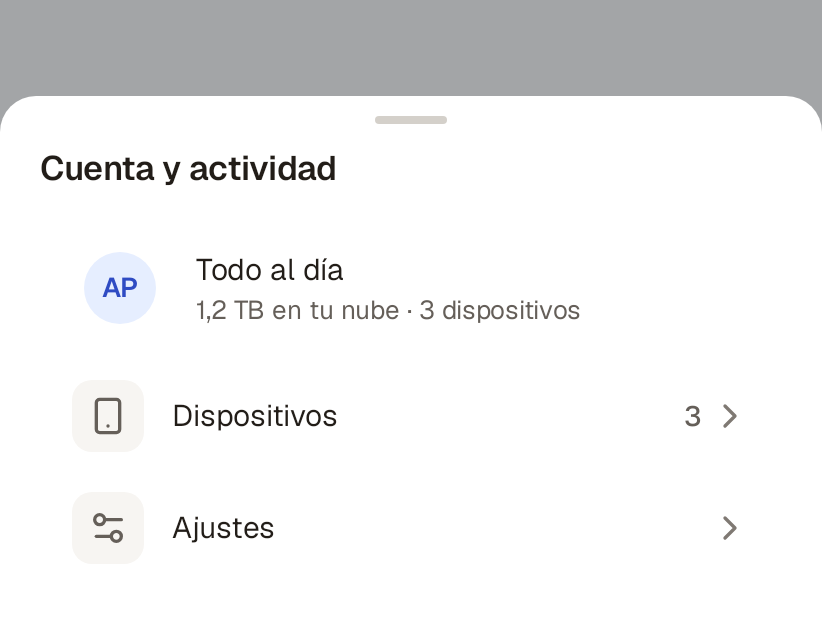 Cuenta y actividad
AP
Todo al día
1,2 TB en tu nube · 3 dispositivos
Dispositivos
3
Ajustes